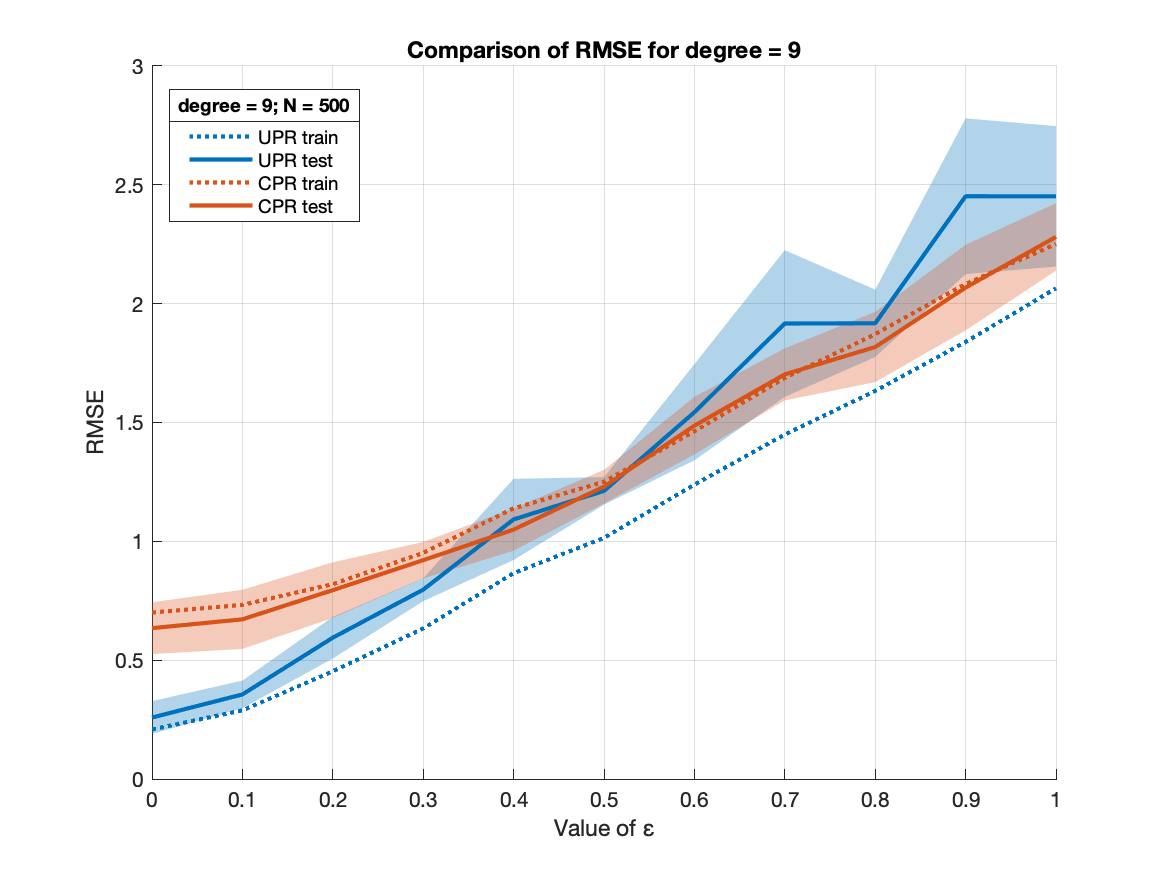 Comparison of RMSE for degree = 9
degree = 9; N = 500
UPR train
UPR test
CPR train
CPR test
RMSE
3
2.5
2
1.5
1
0.5
0
0 0.1 0.2 0.3 0.4 0.5 0.6 0.7 0.8 0.9 1
Value of ε